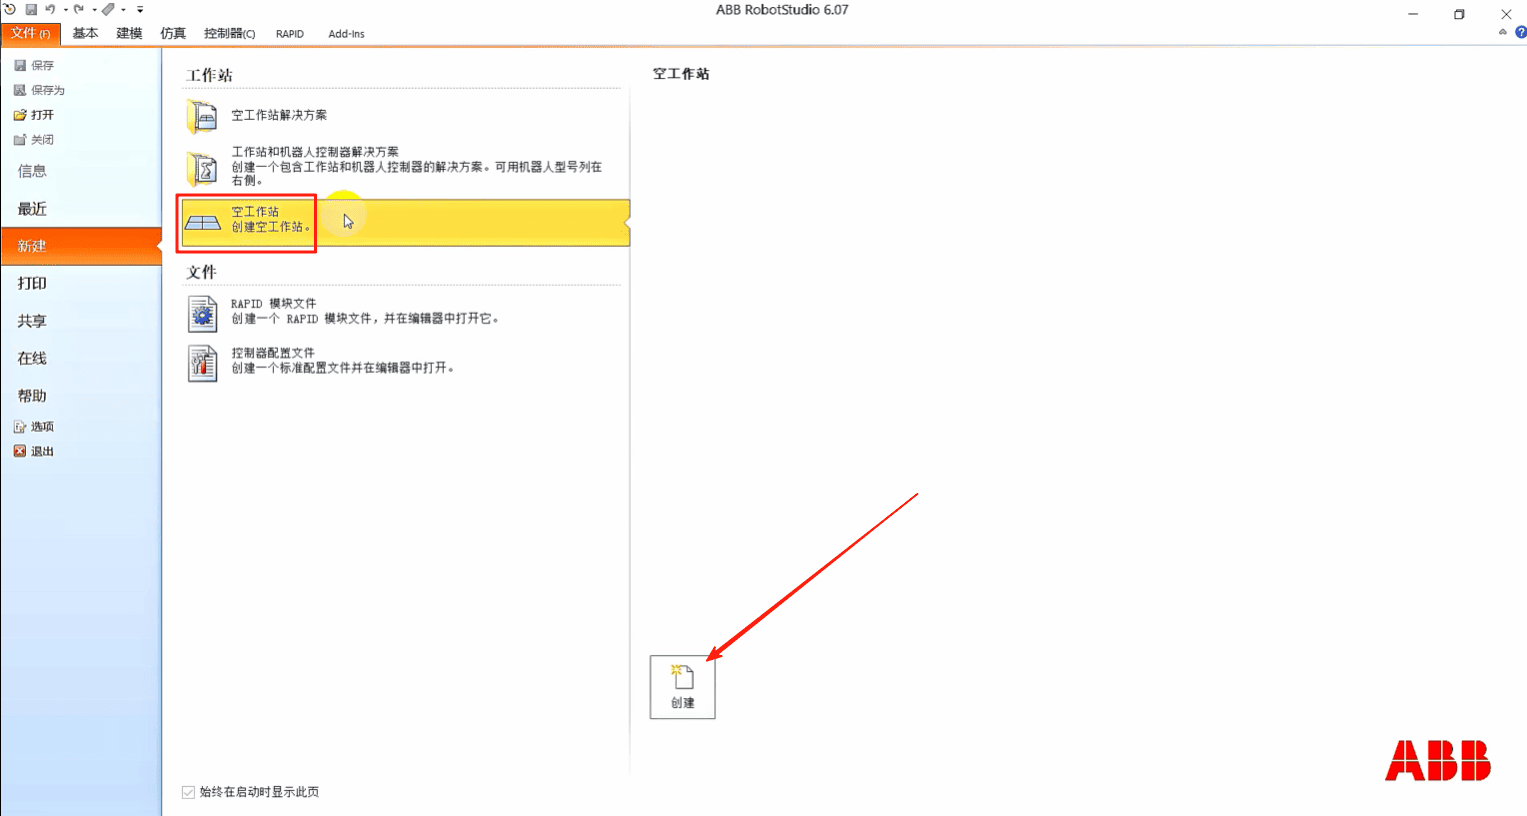 ABB RobotStudio 6.07
文件(F) 基本 建模 仿真 控制器(C) RAPID Add-Ins
保存
保存为
打开
关闭
信息
最近
新建
打印
共享
在线
帮助
选项
退出
工作站
空工作站解决方案
工作站和机器人控制器解决方案
创建一个包含工作站和机器人控制器的解决方案。可用机器人型号列在
右侧。
空工作站
创建空工作站。
文件
RAPID 模块文件
创建一个 RAPID 模块文件，并在编辑器中打开它。
控制器配置文件
创建一个标准配置文件并在编辑器中打开。
始终在启动时显示此页
空工作站
创建
ABB